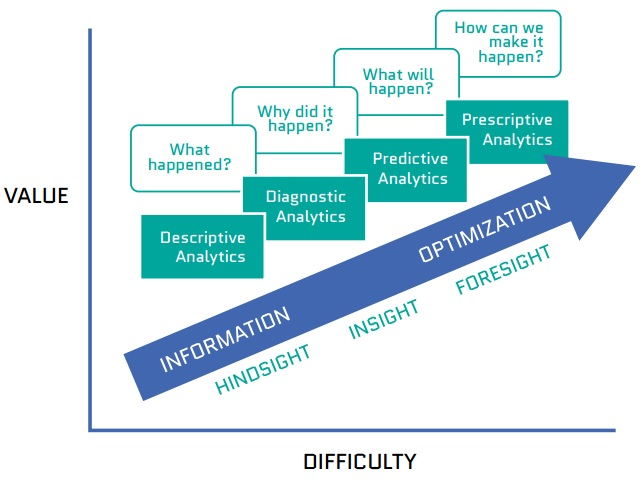 How can we
make it
happen?
What will
happen?
Why did it
happen?
What
happened?
Prescriptive
Analytics
Predictive
Analytics
Diagnostic
Analytics
Descriptive
Analytics
VALUE
INFORMATION
OPTIMIZATION
HINDSIGHT
INSIGHT
FORESIGHT
DIFFICULTY